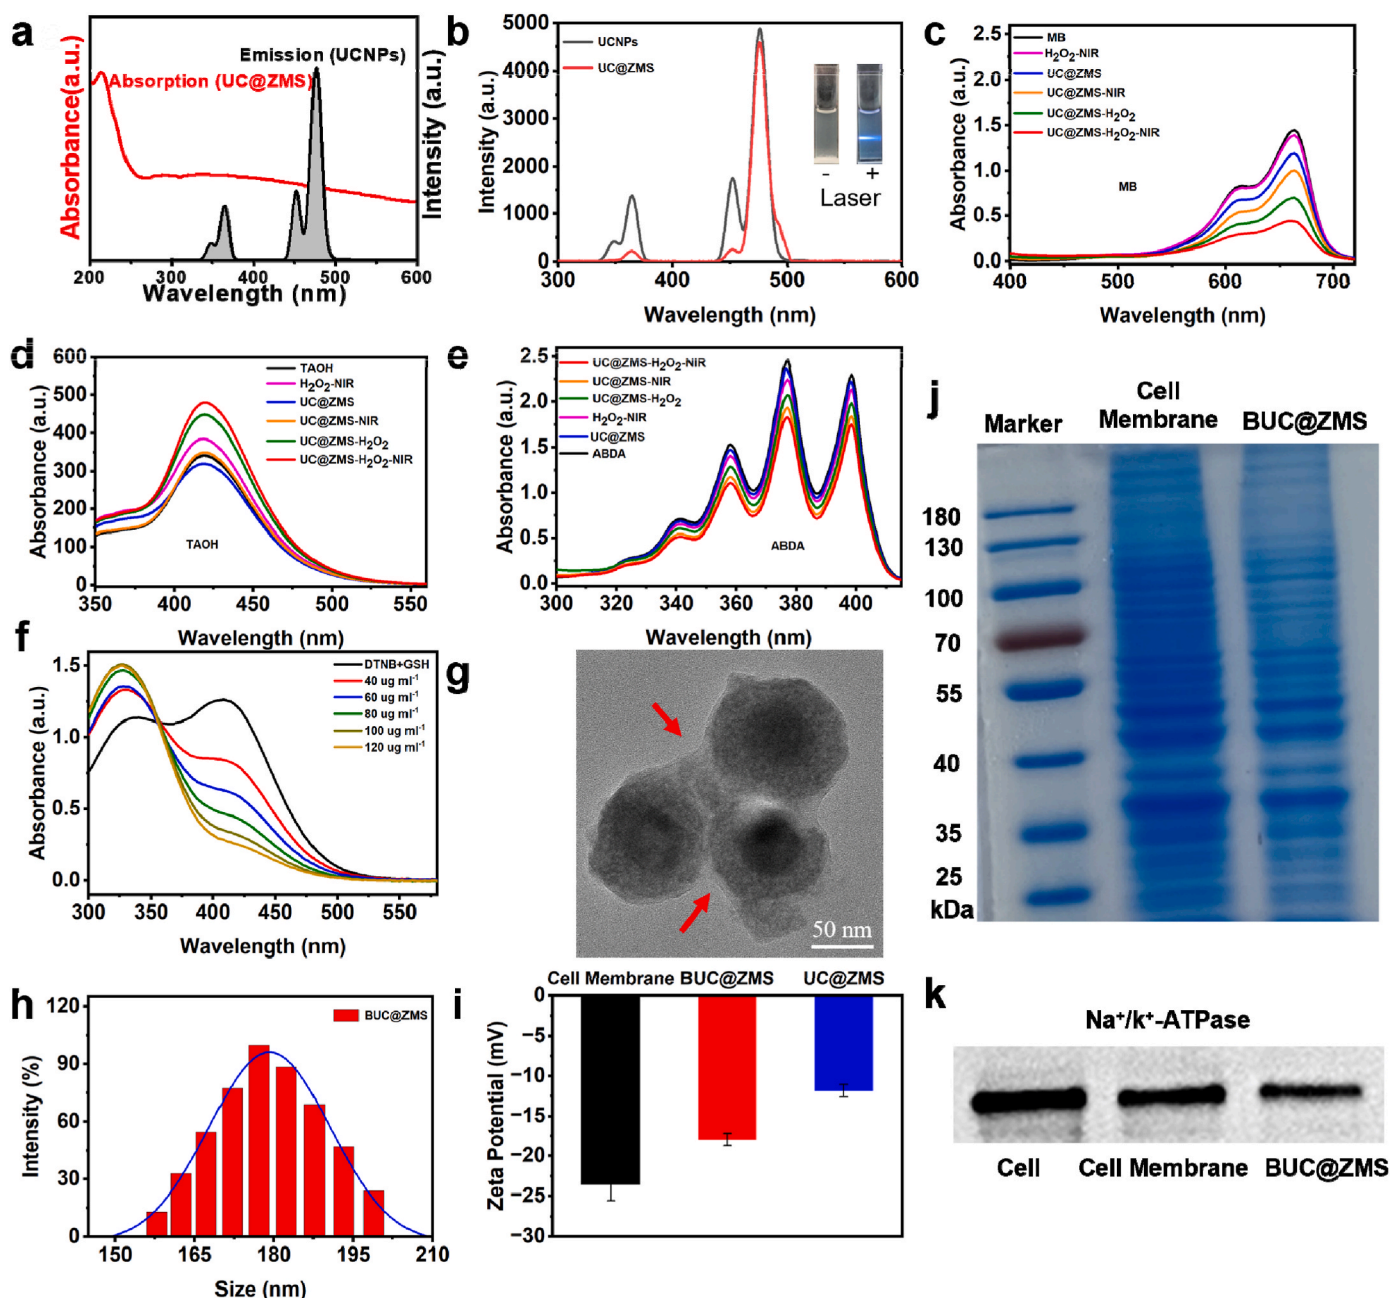 a
Absorbance(a.u.)
Emission (UCNPs)
Absorption (UC@ZMS)
Intensity (a.u.)
200 300 400 500 600
Wavelength (nm)
b
Intensity (a.u.)
5000
4000
3000
2000
1000
0
UCNPs
UC@ZMS
- +
Laser
300 400 500 600
Wavelength (nm)
c
Absorbance (a.u.)
2.5
2.0
1.5
1.0
0.5
0.0
MB
H₂O₂-NIR
UC@ZMS
UC@ZMS-NIR
UC@ZMS-H₂O₂
UC@ZMS-H₂O₂-NIR
MB
400 500 600 700
Wavelength (nm)
d
Absorbance (a.u.)
600
500
400
300
200
100
0
TAOH
H₂O₂-NIR
UC@ZMS
UC@ZMS-NIR
UC@ZMS-H₂O₂
UC@ZMS-H₂O₂-NIR
TAOH
350 400 450 500 550
Wavelength (nm)
e
Absorbance (a.u.)
2.5
2.0
1.5
1.0
0.5
0.0
UC@ZMS-H₂O₂-NIR
UC@ZMS-NIR
UC@ZMS-H₂O₂
H₂O₂-NIR
UC@ZMS
ABDA
ABDA
300 320 340 360 380 400
Wavelength (nm)
f
Absorbance (a.u.)
1.5
1.0
0.5
0.0
DTNB+GSH
40 ug ml⁻¹
60 ug ml⁻¹
80 ug ml⁻¹
100 ug ml⁻¹
120 ug ml⁻¹
300 350 400 450 500 550
Wavelength (nm)
g
50 nm
h
Intensity (%)
120
90
60
30
0
BUC@ZMS
150 165 180 195 210
Size (nm)
i
Cell Membrane BUC@ZMS UC@ZMS
Zeta Potential (mV)
0
−5
−10
−15
−20
−25
−30
j
Marker
Cell
Membrane
BUC@ZMS
180
130
100
70
55
40
35
25
kDa
k
Na⁺/k⁺-ATPase
Cell Cell Membrane BUC@ZMS